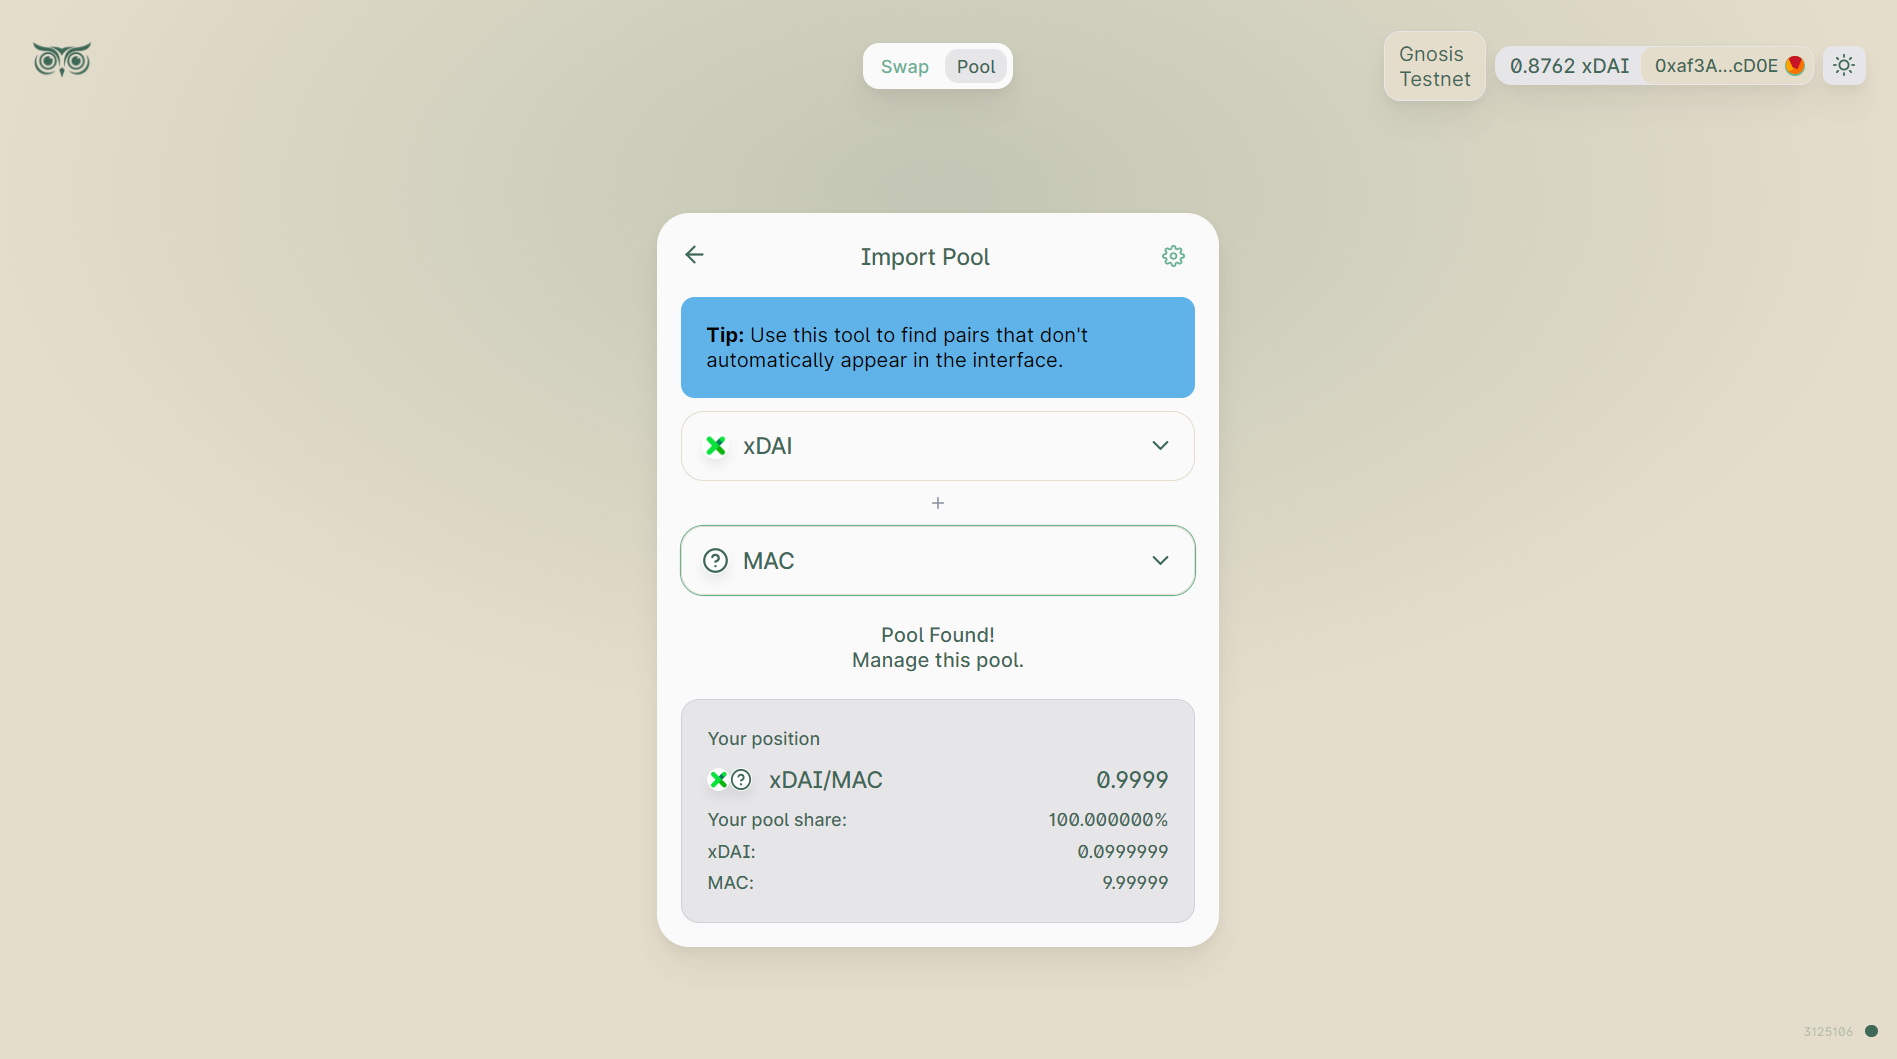 Swap
Pool
Gnosis
Testnet
0.8762 xDAI
0xaf3A...cD0E
Import Pool
Tip: Use this tool to find pairs that don't
automatically appear in the interface.
xDAI
+
MAC
Pool Found!
Manage this pool.
Your position
xDAI/MAC 0.9999
Your pool share: 100.000000%
xDAI: 0.0999999
MAC: 9.99999
3125106